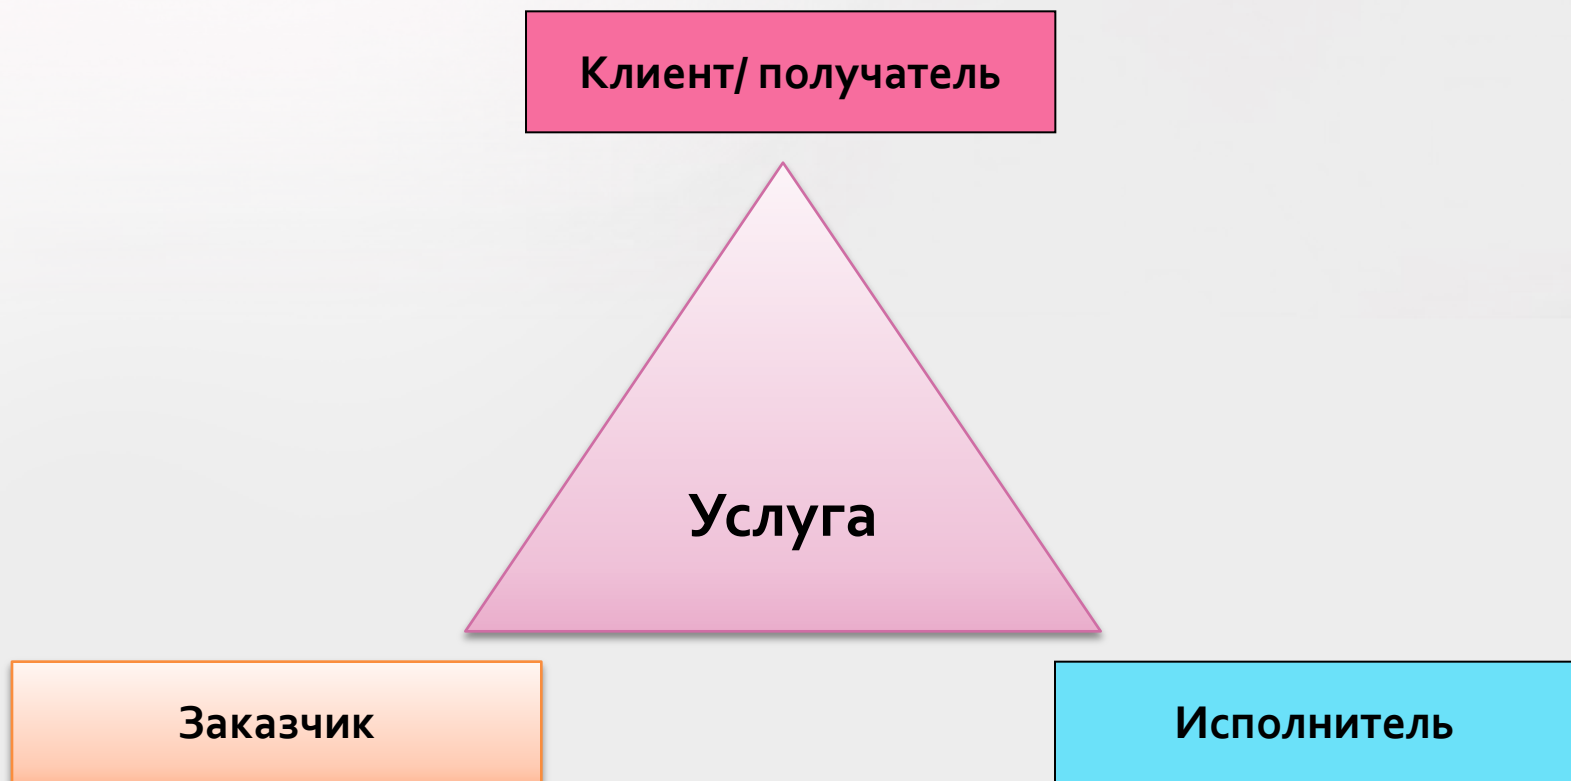 Клиент/ получатель
Услуга
Заказчик
Исполнитель